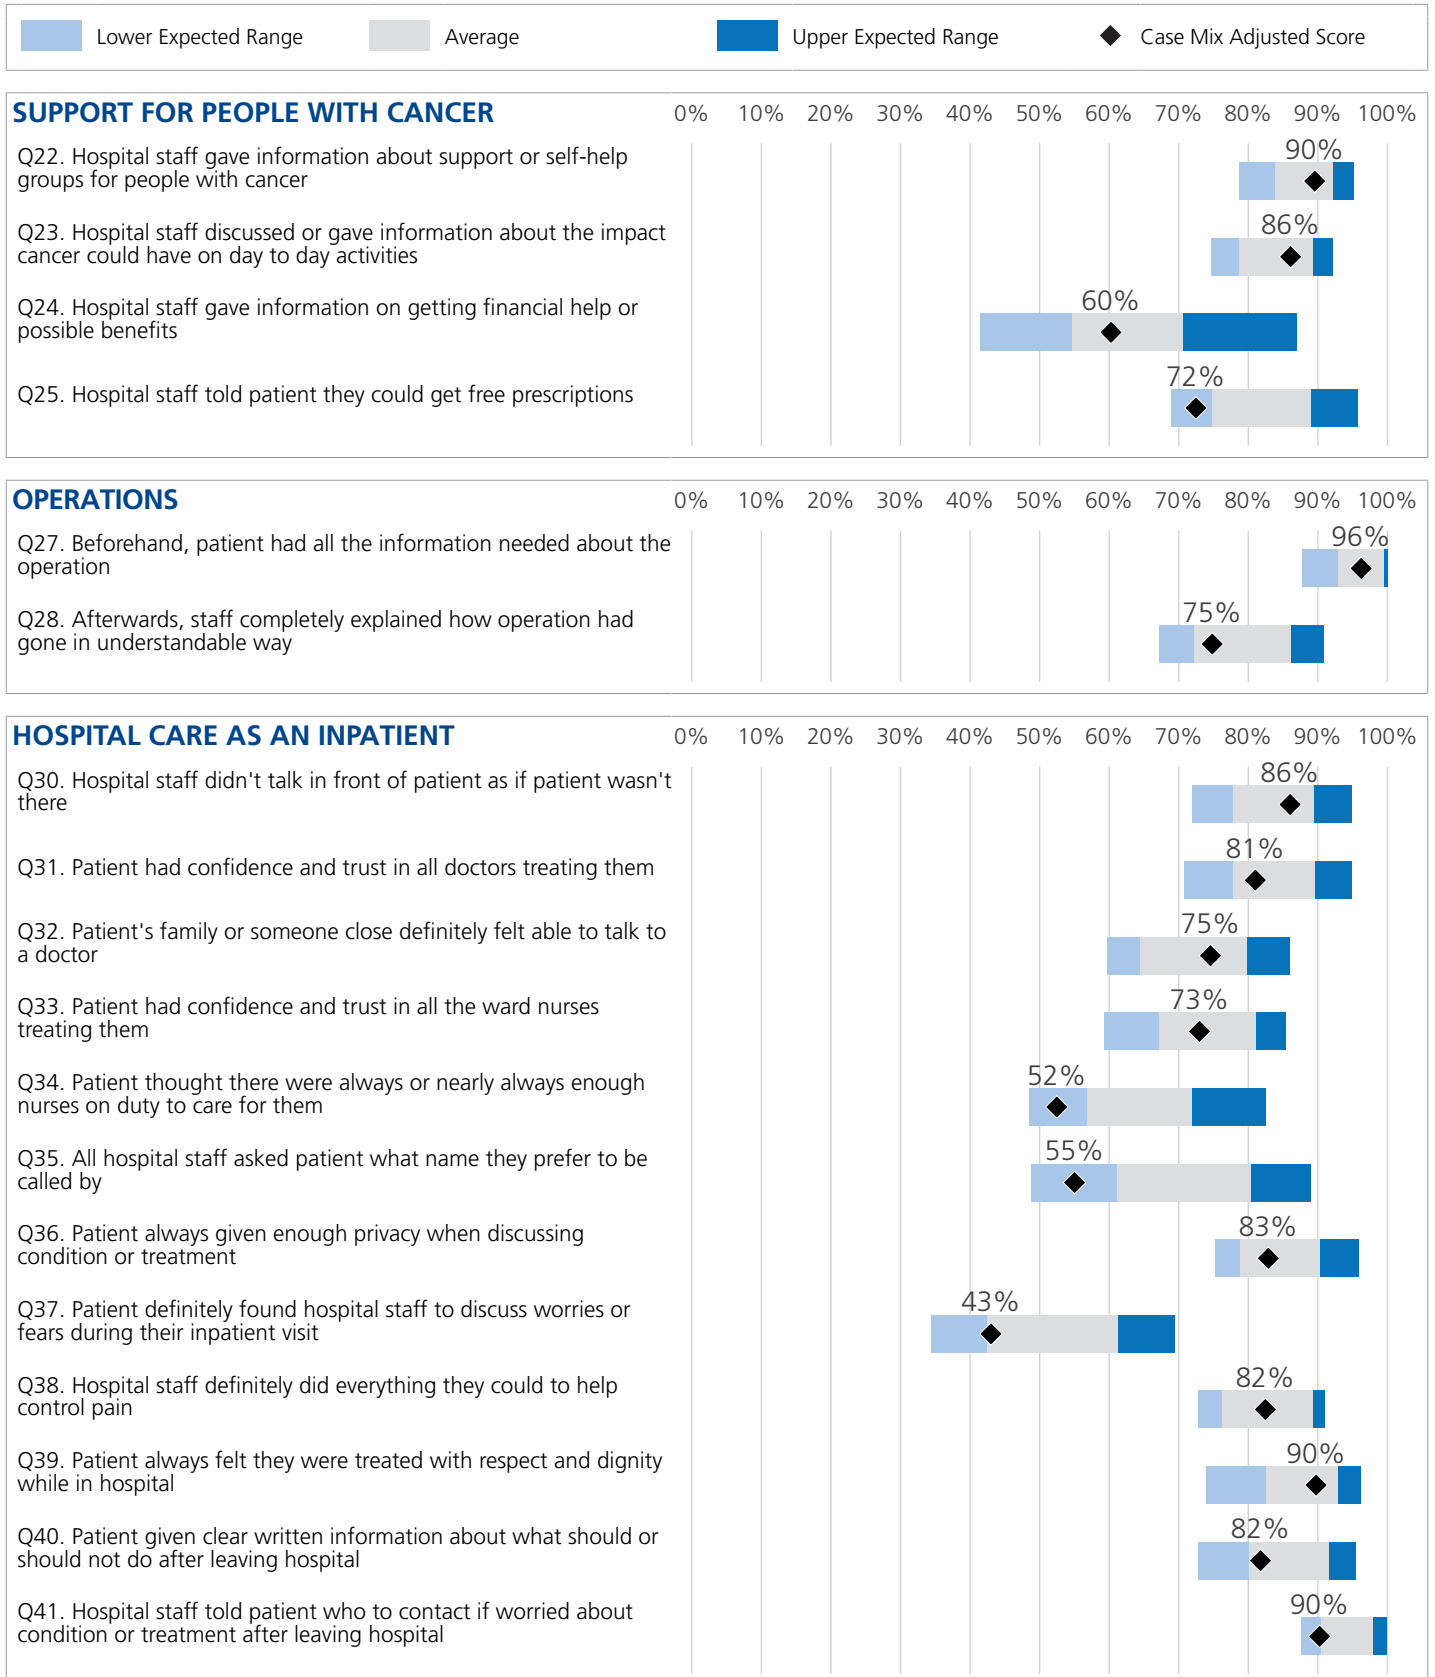 Lower Expected Range Average Upper Expected Range Case Mix Adjusted Score
SUPPORT FOR PEOPLE WITH CANCER 0% 10% 20% 30% 40% 50% 60% 70% 80% 90% 100%
Q22. Hospital staff gave information about support or self-help
groups for people with cancer
90%
Q23. Hospital staff discussed or gave information about the impact
cancer could have on day to day activities
86%
Q24. Hospital staff gave information on getting financial help or
possible benefits
60%
Q25. Hospital staff told patient they could get free prescriptions
72%
OPERATIONS 0% 10% 20% 30% 40% 50% 60% 70% 80% 90% 100%
Q27. Beforehand, patient had all the information needed about the
operation
96%
Q28. Afterwards, staff completely explained how operation had
gone in understandable way
75%
HOSPITAL CARE AS AN INPATIENT 0% 10% 20% 30% 40% 50% 60% 70% 80% 90% 100%
Q30. Hospital staff didn't talk in front of patient as if patient wasn't
there
86%
Q31. Patient had confidence and trust in all doctors treating them
81%
Q32. Patient's family or someone close definitely felt able to talk to
a doctor
75%
Q33. Patient had confidence and trust in all the ward nurses
treating them
73%
Q34. Patient thought there were always or nearly always enough
nurses on duty to care for them
52%
Q35. All hospital staff asked patient what name they prefer to be
called by
55%
Q36. Patient always given enough privacy when discussing
condition or treatment
83%
Q37. Patient definitely found hospital staff to discuss worries or
fears during their inpatient visit
43%
Q38. Hospital staff definitely did everything they could to help
control pain
82%
Q39. Patient always felt they were treated with respect and dignity
while in hospital
90%
Q40. Patient given clear written information about what should or
should not do after leaving hospital
82%
Q41. Hospital staff told patient who to contact if worried about
condition or treatment after leaving hospital
90%